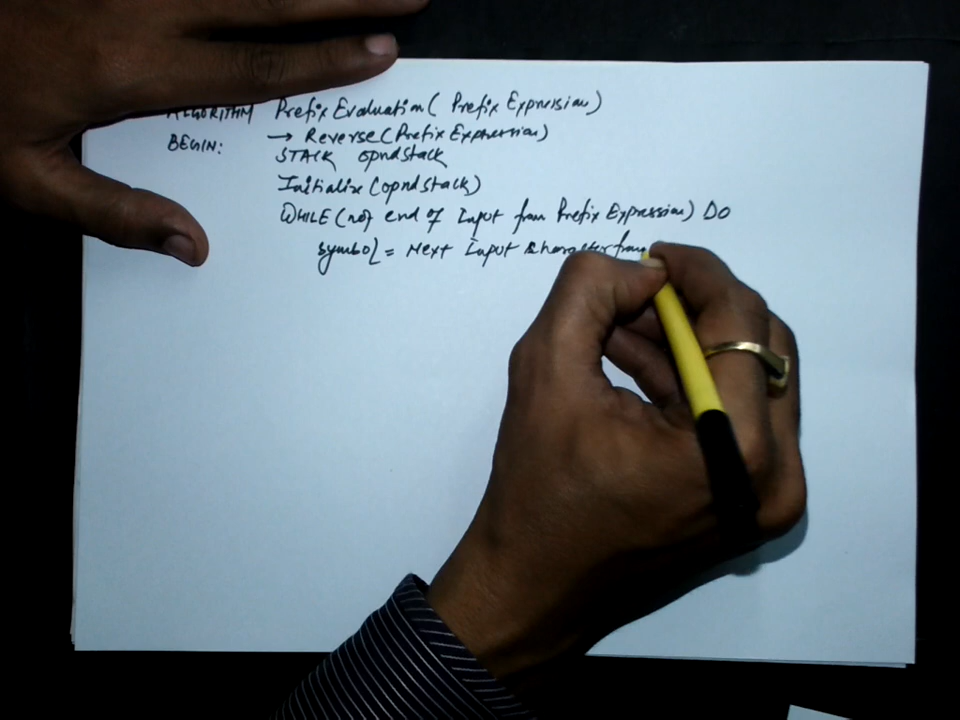 ALGORITHM Prefix Evaluation( Prefix Expression)
BEGIN: → Reverse(Prefix Expression)
STACK opndstack
Initialize(opndstack)
WHILE (not end of Input from Prefix Expression) Do
symbol = Next Input character from